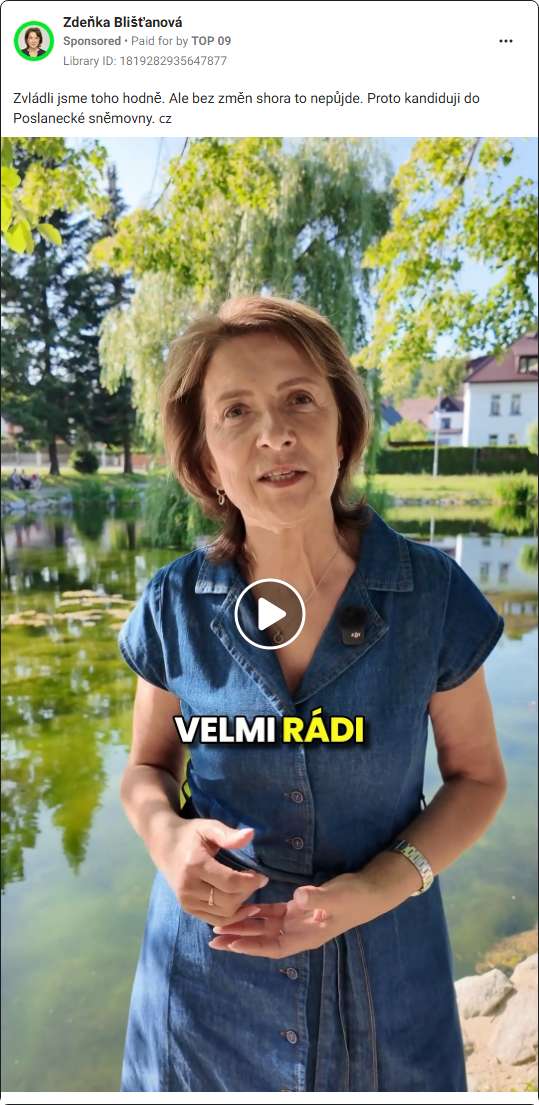 Zdeňka Blišťanová
Sponsored • Paid for by TOP 09
Library ID: 1819282935647877
Zvládli jsme toho hodně. Ale bez změn shora to nepůjde. Proto kandiduji do
Poslanecké sněmovny. cz
dji
VELMI RÁDI